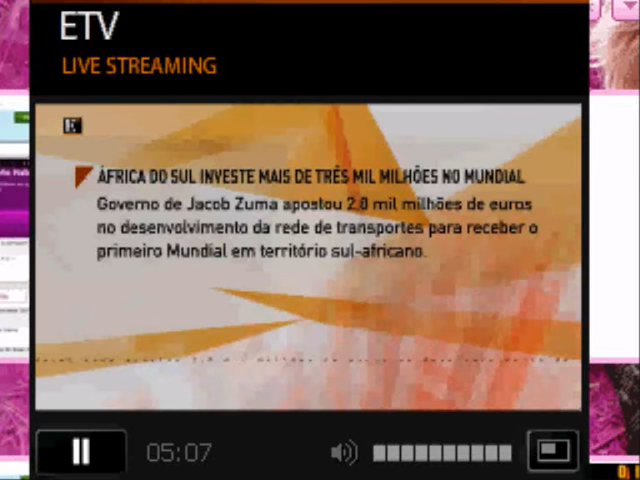 ETV
LIVE STREAMING
E
ÁFRICA DO SUL INVESTE MAIS DE TRÊS MIL MILHÕES NO MUNDIAL
Governo de Jacob Zuma apostou 2,8 mil milhões de euros
no desenvolvimento da rede de transportes para receber o
primeiro Mundial em território sul-africano.
05:07